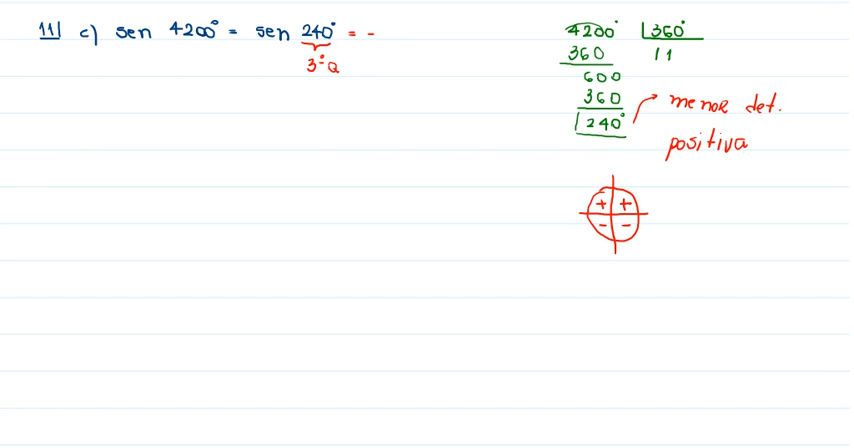 11) c) sen 4200° = sen 240° = -
3° Q
4200° 360°
360 11
600
360
240°
menor det.
positiva
+ +
- -